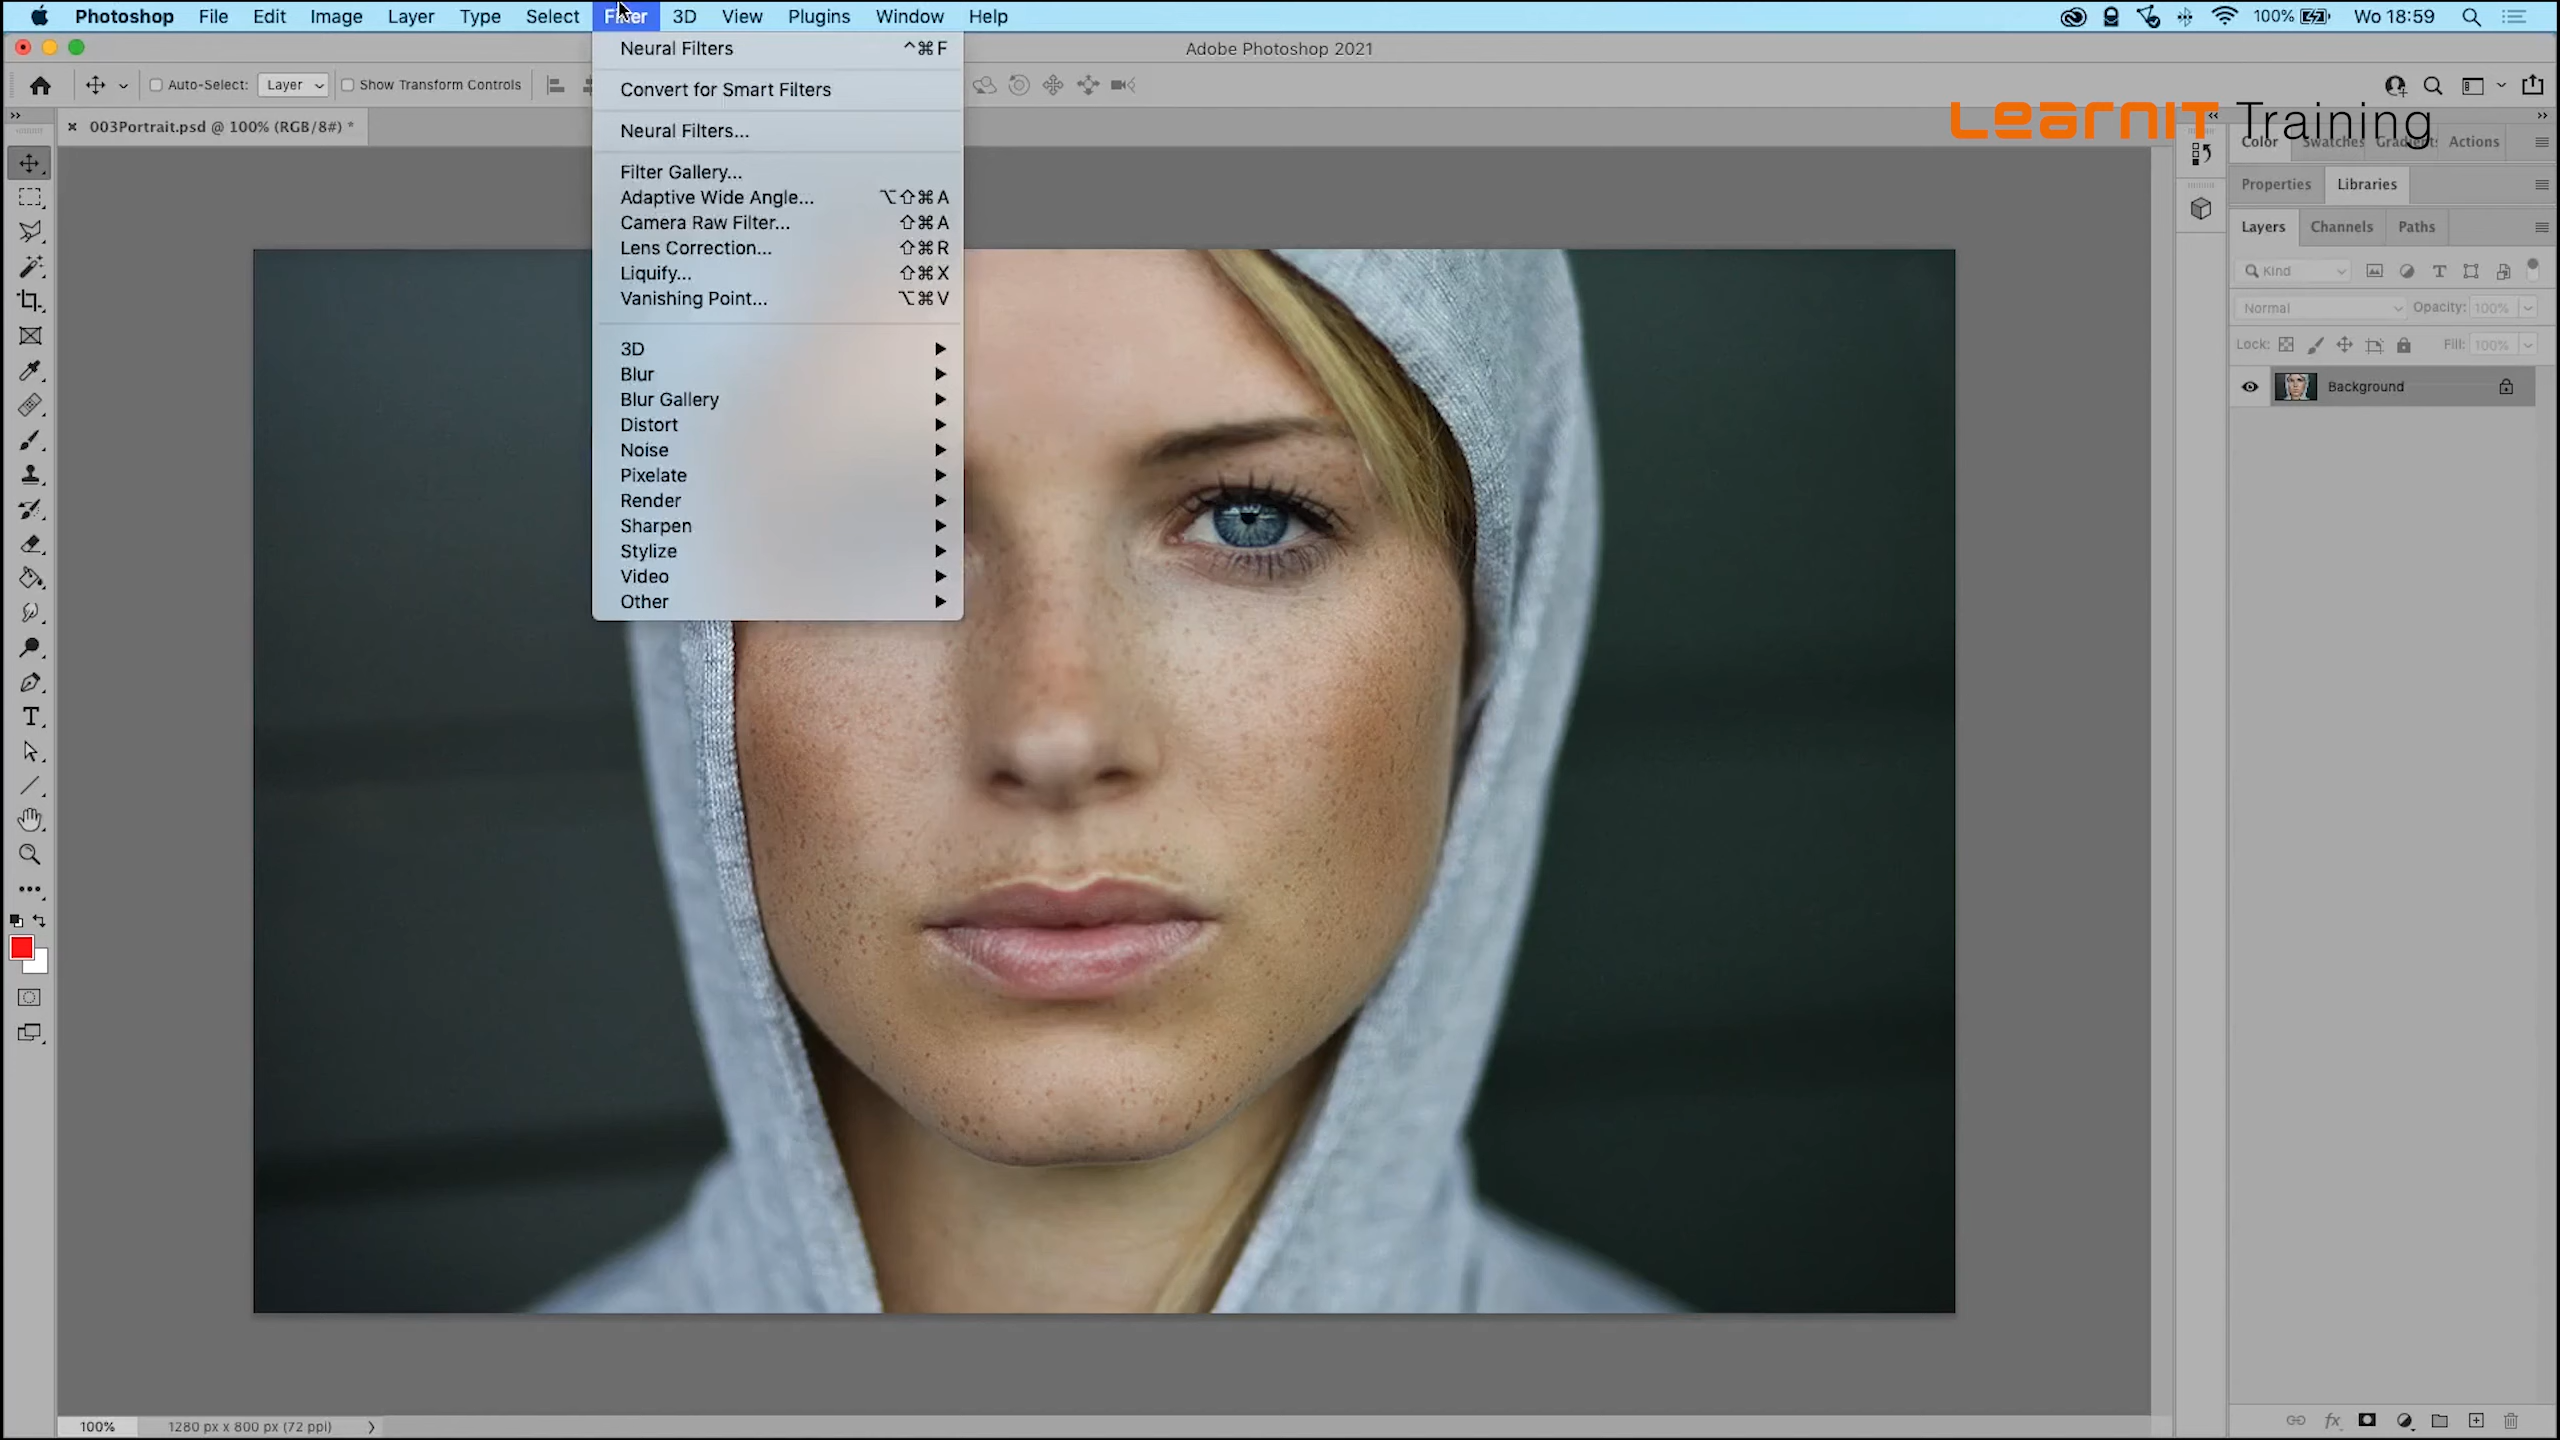 Photoshop File Edit Image Layer Type Select Filter 3D View Plugins Window Help 100% Wo 18:59
Adobe Photoshop 2021
Auto-Select: Layer Show Transform Controls
003Portrait.psd @ 100% (RGB/8#) *
Neural Filters ^⌘F
Convert for Smart Filters
Neural Filters...
Filter Gallery...
Adaptive Wide Angle... ⌥⇧⌘A
Camera Raw Filter... ⇧⌘A
Lens Correction... ⇧⌘R
Liquify... ⇧⌘X
Vanishing Point... ⌥⌘V
3D
Blur
Blur Gallery
Distort
Noise
Pixelate
Render
Sharpen
Stylize
Video
Other
LearnIT Training
Color Swatches Gradients Actions
Properties Libraries
Layers Channels Paths
Kind
Normal Opacity: 100%
Lock: Fill: 100%
Background
100% 1280 px x 800 px (72 ppi)